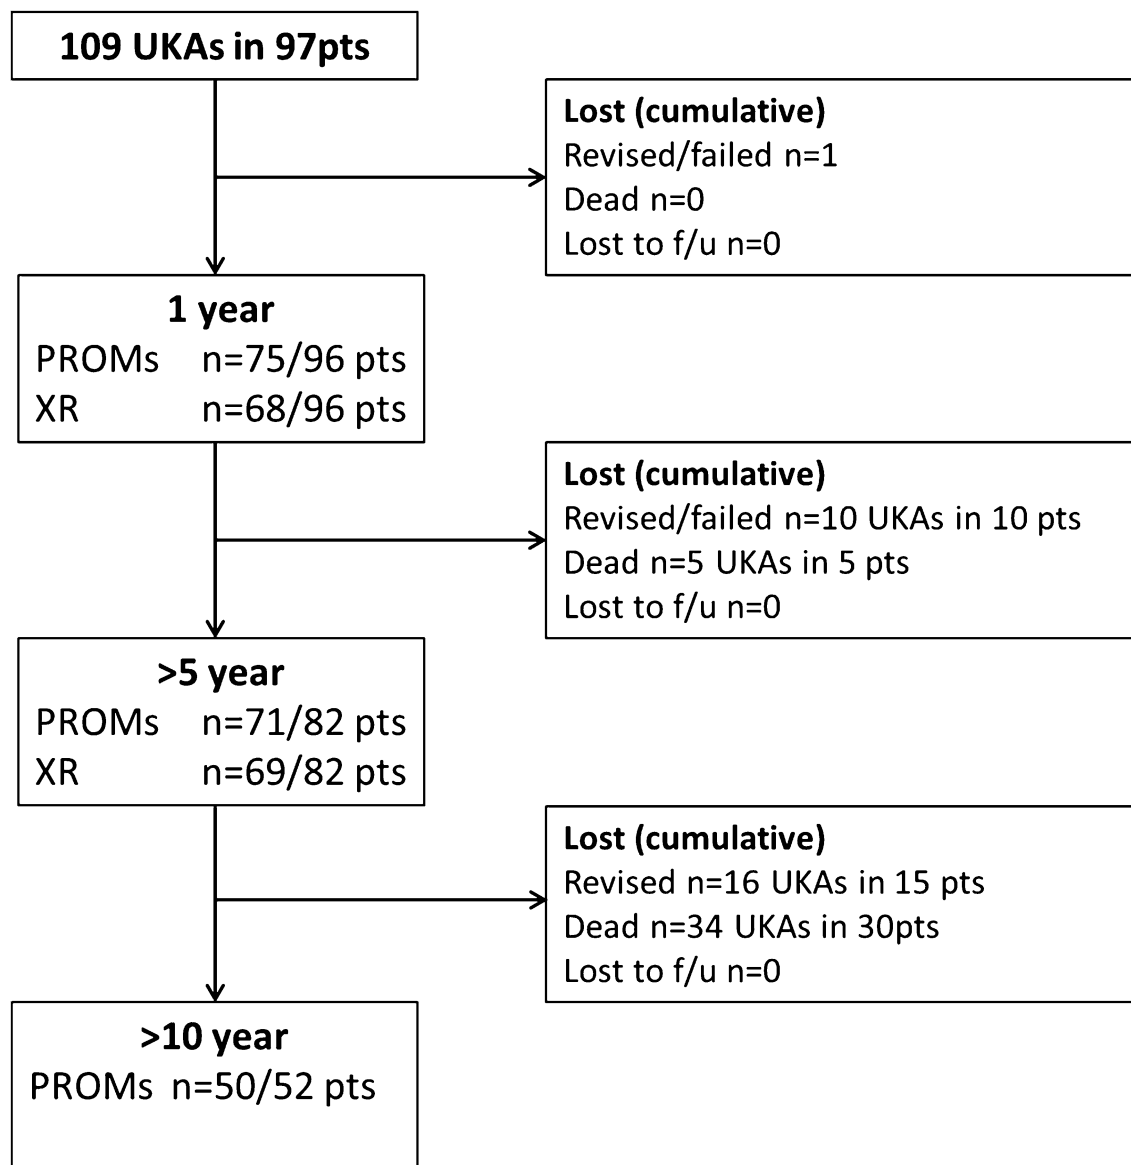 109 UKAs in 97pts
Lost (cumulative)
Revised/failed n=1
Dead n=0
Lost to f/u n=0
1 year
PROMs n=75/96 pts
XR n=68/96 pts
Lost (cumulative)
Revised/failed n=10 UKAs in 10 pts
Dead n=5 UKAs in 5 pts
Lost to f/u n=0
>5 year
PROMs n=71/82 pts
XR n=69/82 pts
Lost (cumulative)
Revised n=16 UKAs in 15 pts
Dead n=34 UKAs in 30pts
Lost to f/u n=0
>10 year
PROMs n=50/52 pts